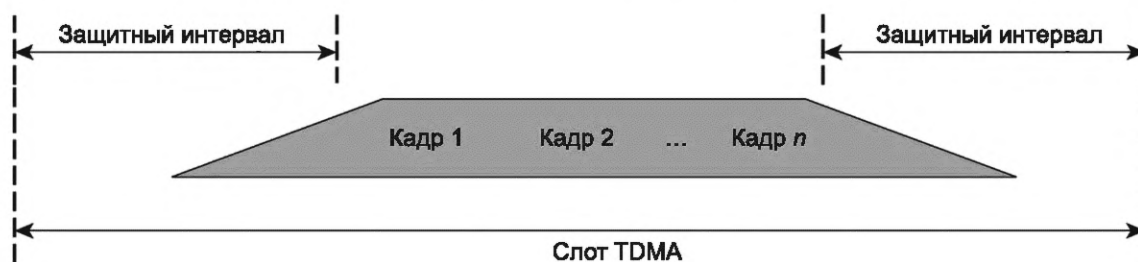 Защитный интервал Защитный интервал
Кадр 1 Кадр 2 ... Кадр n
Слот TDMA